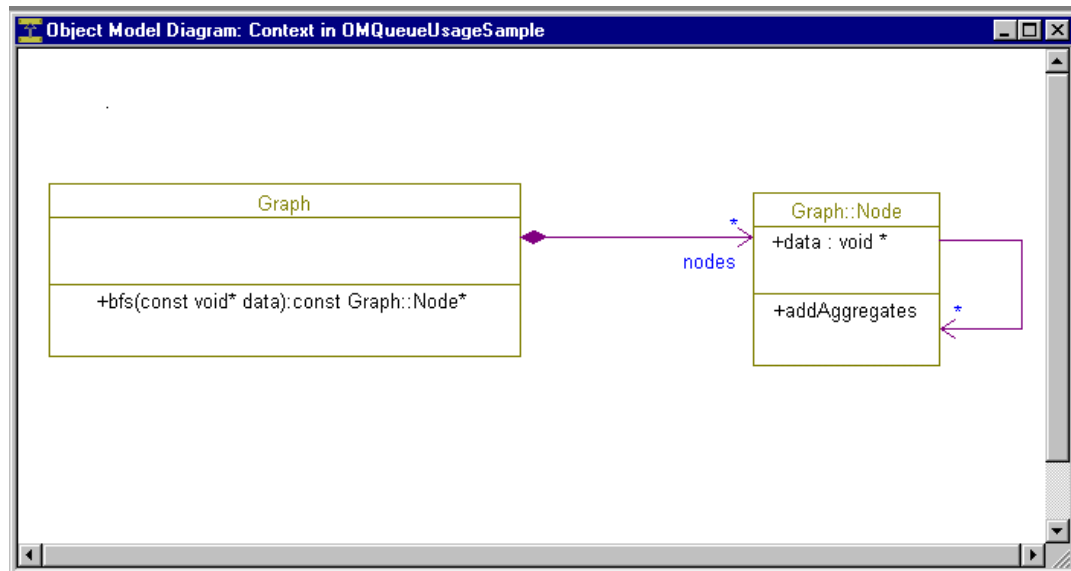 Object Model Diagram: Context in OMQueueUsageSample
Graph
+bfs(const void* data):const Graph::Node*
*
nodes
Graph::Node
+data : void *
+addAggregates
*